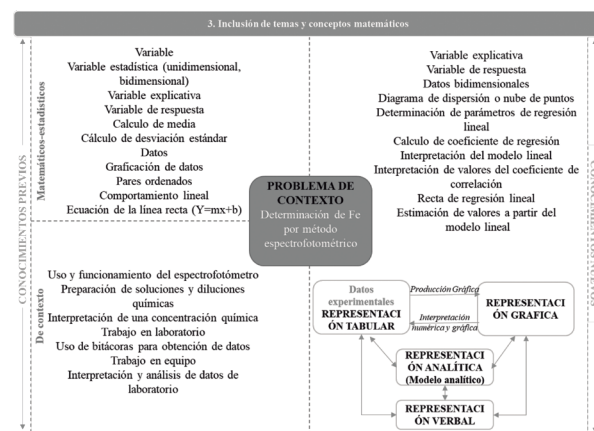 3. Inclusión de temas y conceptos matemáticos
CONOCIMIENTOS PREVIOS
Matemáticos-estadísticos
Variable
Variable estadística (unidimensional,
bidimensional)
Variable explicativa
Variable de respuesta
Calculo de media
Cálculo de desviación estándar
Datos
Graficación de datos
Pares ordenados
Comportamiento lineal
Ecuación de la línea recta (Y=mx+b)
Variable explicativa
Variable de respuesta
Datos bidimensionales
Diagrama de dispersión o nube de puntos
Determinación de parámetros de regresión
lineal
Calculo de coeficiente de regresión
Interpretación del modelo lineal
Interpretación de valores del coeficiente de
correlación
Recta de regresión lineal
Estimación de valores a partir del
modelo lineal
PROBLEMA DE
CONTEXTO
Determinación de Fe
por método
espectrofotométrico
De contexto
Uso y funcionamiento del espectrofotómetro
Preparación de soluciones y diluciones
químicas
Interpretación de una concentración química
Trabajo en laboratorio
Uso de bitácoras para obtención de datos
Trabajo en equipo
Interpretación y análisis de datos de
laboratorio
Datos
experimentales
REPRESENTACI
ÓN TABULAR
Producción Gráfica
Interpretación
numérica y gráfica
REPRESENTACI
ÓN GRAFICA
REPRESENTACI
ÓN ANALÍTICA
(Modelo analítico)
REPRESENTACI
ÓN VERBAL